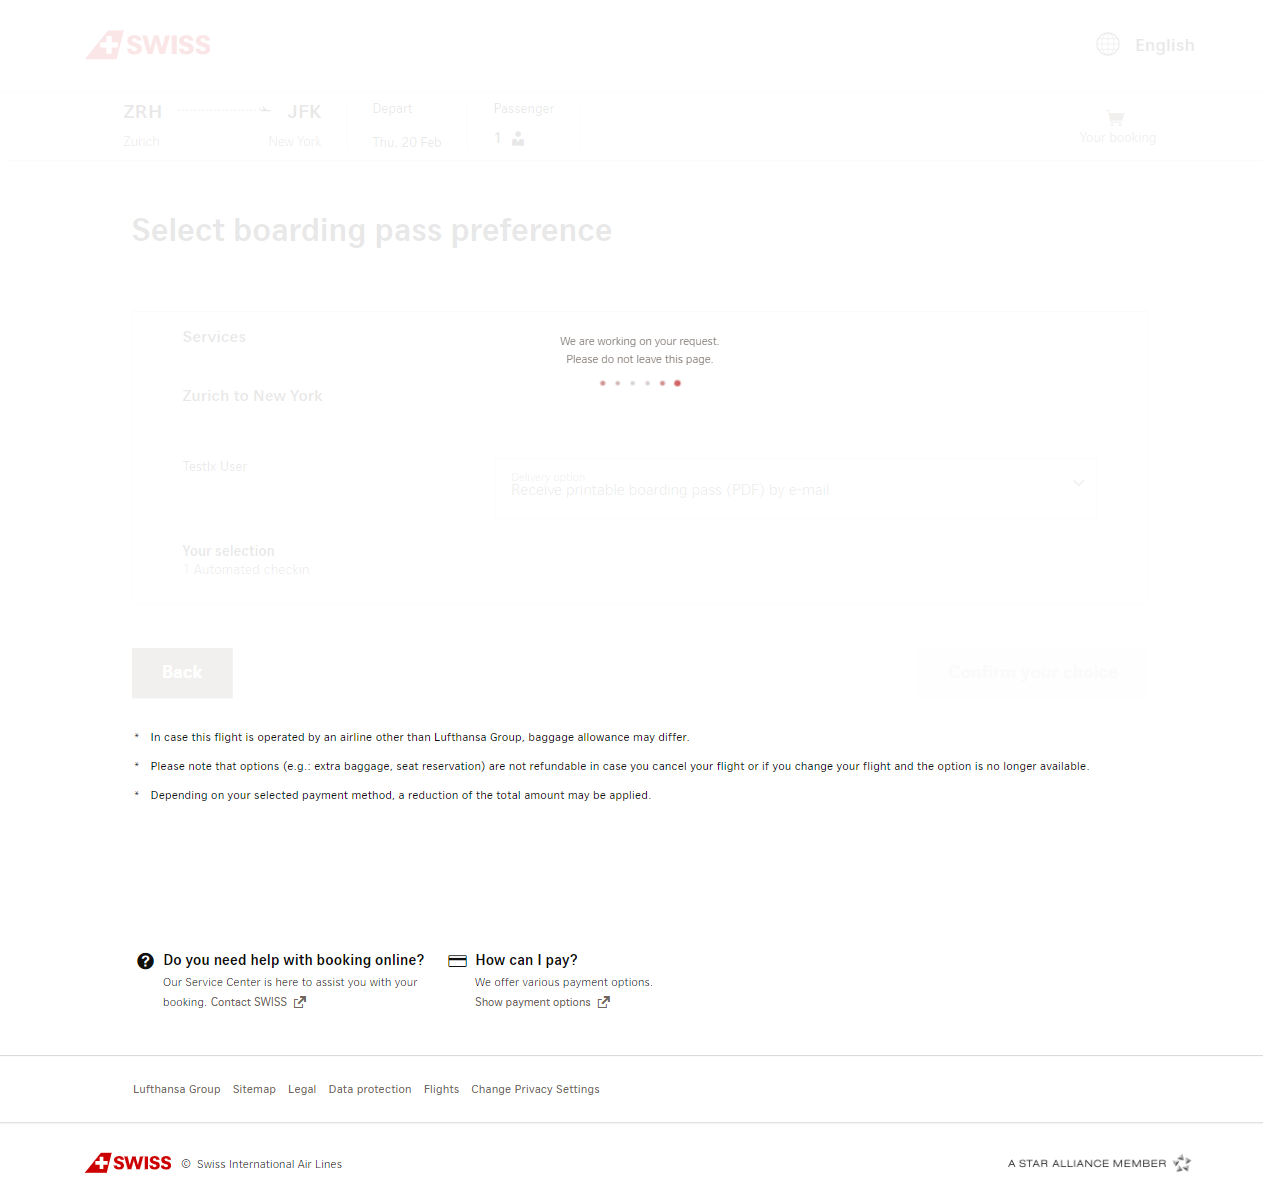 SWISS
English
ZRH JFK
Zurich New York
Depart
Thu, 20 Feb
Passenger
1
Your booking
Select boarding pass preference
Services
We are working on your request.
Please do not leave this page.
Zurich to New York
Testlx User
Delivery option
Receive printable boarding pass (PDF) by e-mail
Your selection
1 Automated checkin
Back
Confirm your choice
* In case this flight is operated by an airline other than Lufthansa Group, baggage allowance may differ.
* Please note that options (e.g.: extra baggage, seat reservation) are not refundable in case you cancel your flight or if you change your flight and the option is no longer available.
* Depending on your selected payment method, a reduction of the total amount may be applied.
Do you need help with booking online?
Our Service Center is here to assist you with your
booking. Contact SWISS
How can I pay?
We offer various payment options.
Show payment options
Lufthansa Group Sitemap Legal Data protection Flights Change Privacy Settings
SWISS © Swiss International Air Lines
A STAR ALLIANCE MEMBER